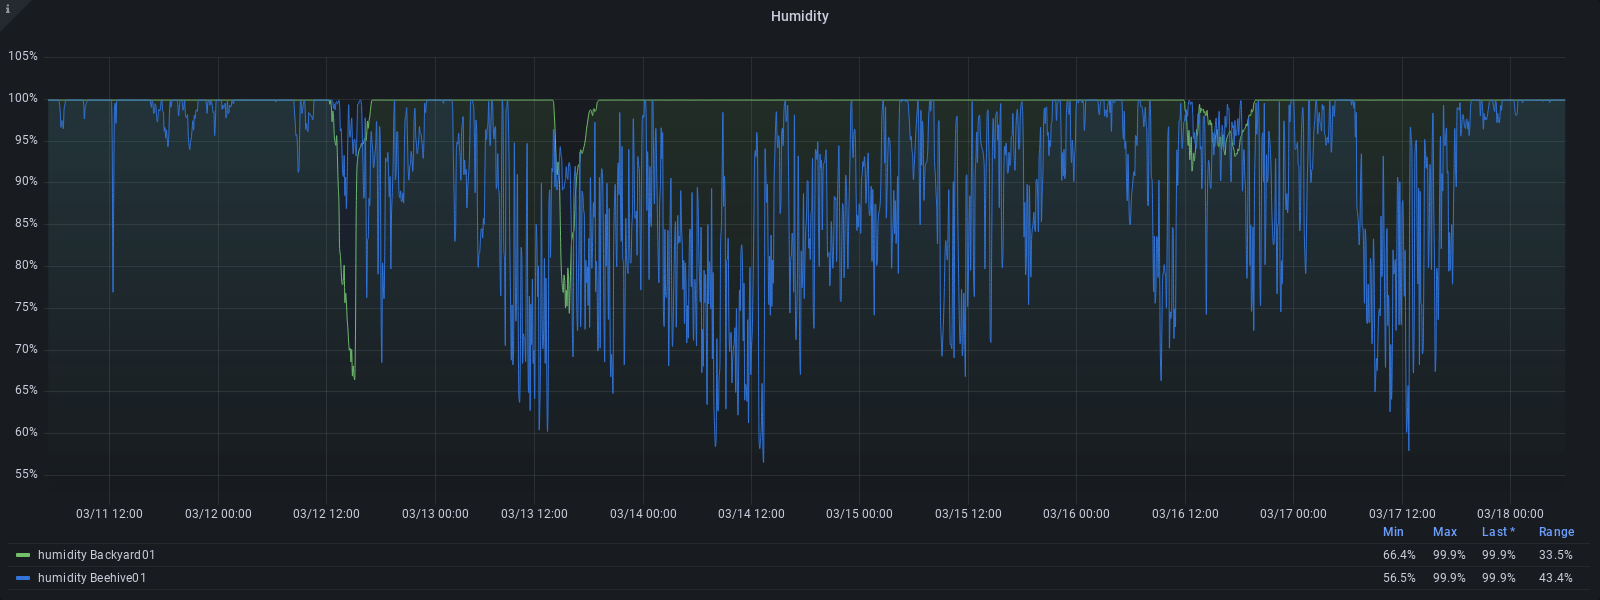 i
Humidity
105%
100%
95%
90%
85%
80%
75%
70%
65%
60%
55%
03/11 12:00 03/12 00:00 03/12 12:00 03/13 00:00 03/13 12:00 03/14 00:00 03/14 12:00 03/15 00:00 03/15 12:00 03/16 00:00 03/16 12:00 03/17 00:00 03/17 12:00 03/18 00:00
Min Max Last * Range
humidity Backyard01 66.4% 99.9% 99.9% 33.5%
humidity Beehive01 56.5% 99.9% 99.9% 43.4%